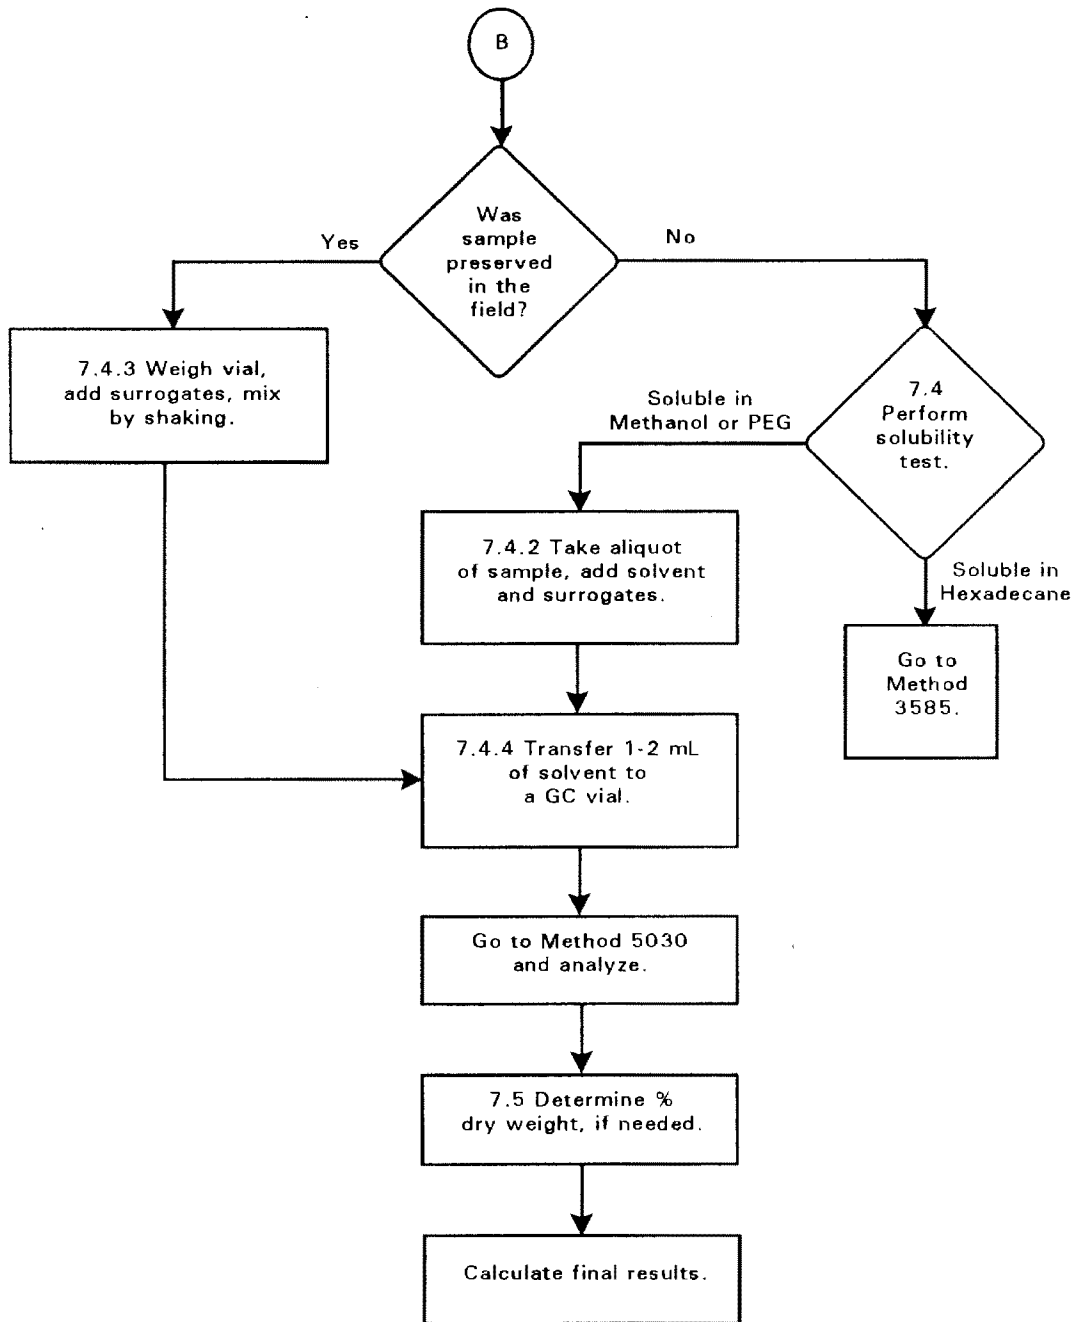 B
Was
sample
preserved
in the
field?
Yes
No
7.4.3 Weigh vial,
add surrogates, mix
by shaking.
7.4
Perform
solubility
test.
Soluble in
Methanol or PEG
7.4.2 Take aliquot
of sample, add solvent
and surrogates.
Soluble in
Hexadecane
Go to
Method
3585.
7.4.4 Transfer 1-2 mL
of solvent to
a GC vial.
Go to Method 5030
and analyze.
7.5 Determine %
dry weight, if needed.
Calculate final results.